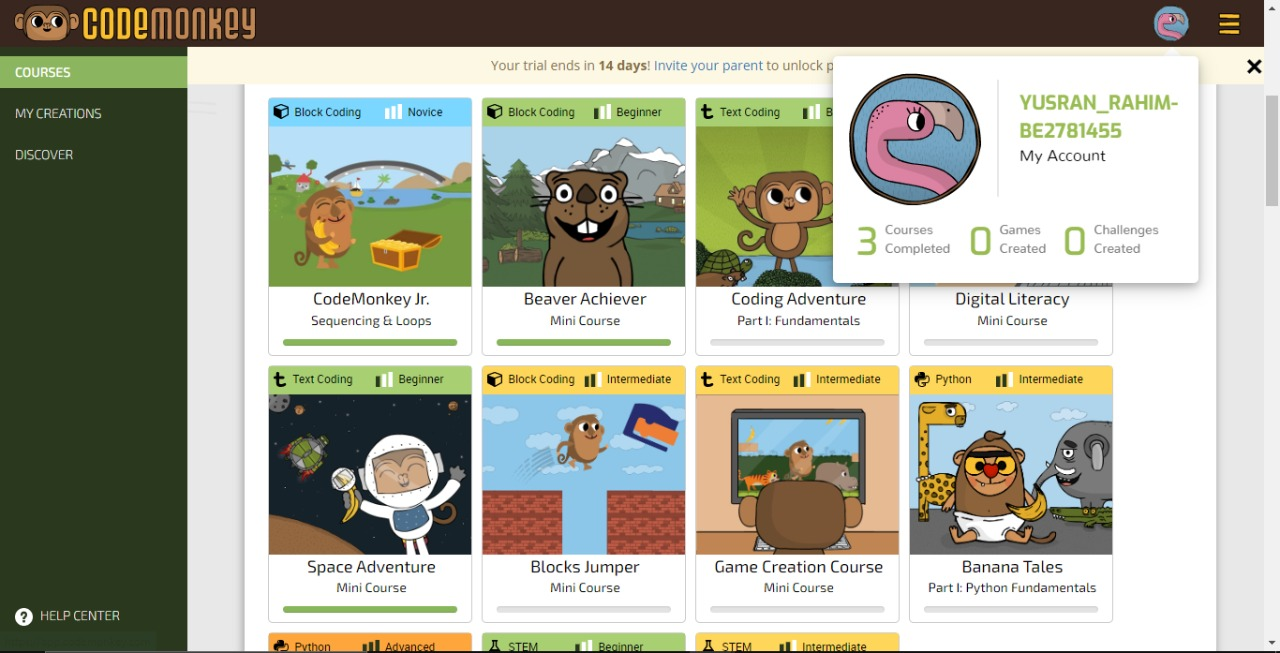 CODEMONKEY
COURSES
MY CREATIONS
DISCOVER
HELP CENTER
Your trial ends in 14 days! Invite your parent to unlock
YUSRAN_RAHIM-
BE2781455
My Account
3 Courses Completed
0 Games Created
0 Challenges Created
Block Coding Novice
CodeMonkey Jr.
Sequencing & Loops
Block Coding Beginner
Beaver Achiever
Mini Course
Text Coding
Coding Adventure
Part I: Fundamentals
Digital Literacy
Mini Course
Text Coding Beginner
Space Adventure
Mini Course
Block Coding Intermediate
Blocks Jumper
Mini Course
Text Coding Intermediate
Game Creation Course
Mini Course
Python Intermediate
Banana Tales
Part I: Python Fundamentals
Python Advanced
STEM Beginner
STEM Intermediate